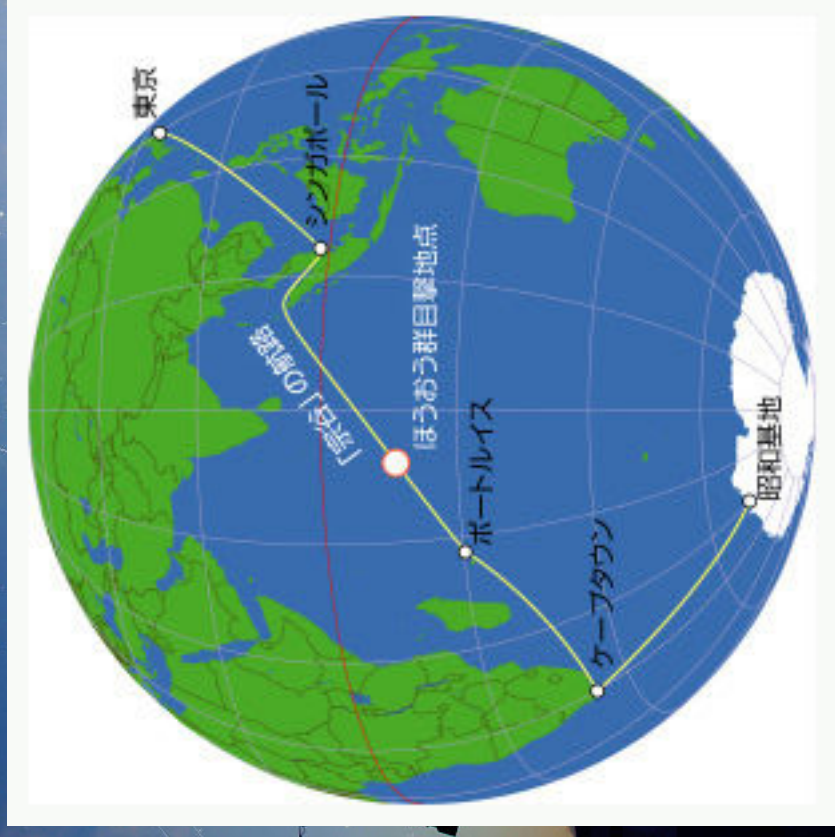 東京
シンガポール
「宗谷」の航路
ほうおう群目撃地点
ポートルイス
ケープタウン
昭和基地